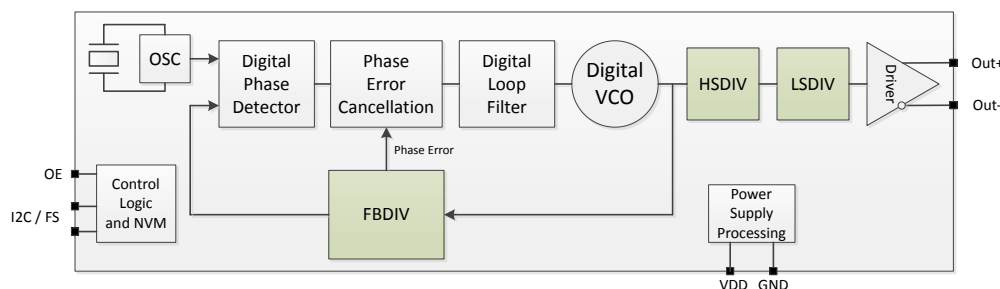 OSC
Digital
Phase
Detector
Phase
Error
Cancellation
Digital
Loop
Filter
Digital
VCO
HSDIV
LSDIV
Driver
Out+
Out-
Phase Error
OE
I2C / FS
Control
Logic
and NVM
FBDIV
Power
Supply
Processing
VDD GND